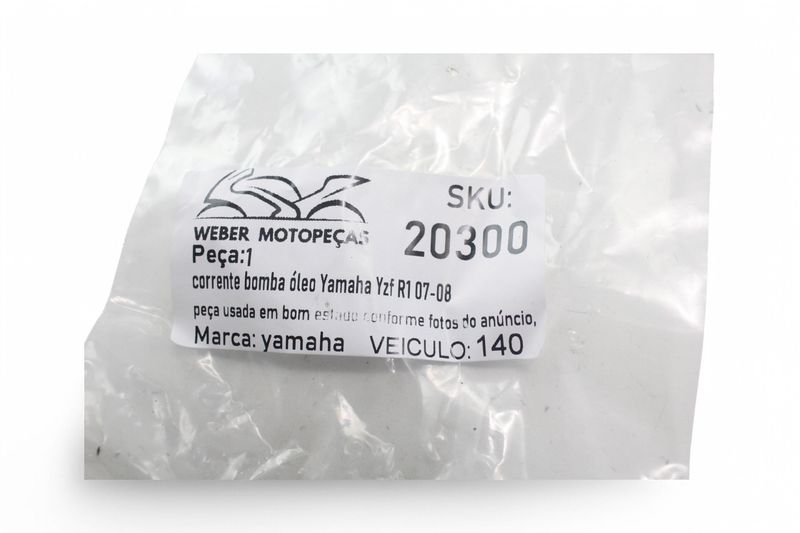 SKU:
WEBER MOTOPEÇAS
20300
Peça:1
corrente bomba óleo Yamaha Yzf R1 07-08
peça usada em bom estado conforme fotos do anúncio,
Marca: yamaha VEICULO: 140